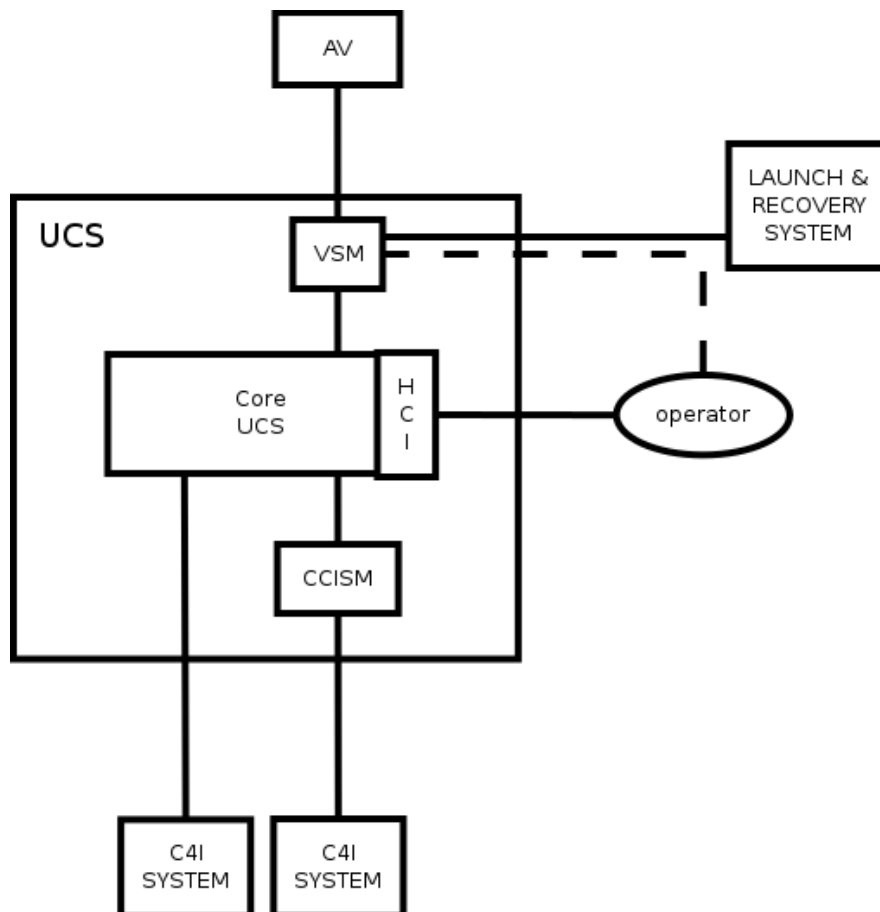 AV
LAUNCH &
RECOVERY
SYSTEM
UCS
VSM
Core
UCS
H
C
I
operator
CCISM
C4I
SYSTEM
C4I
SYSTEM